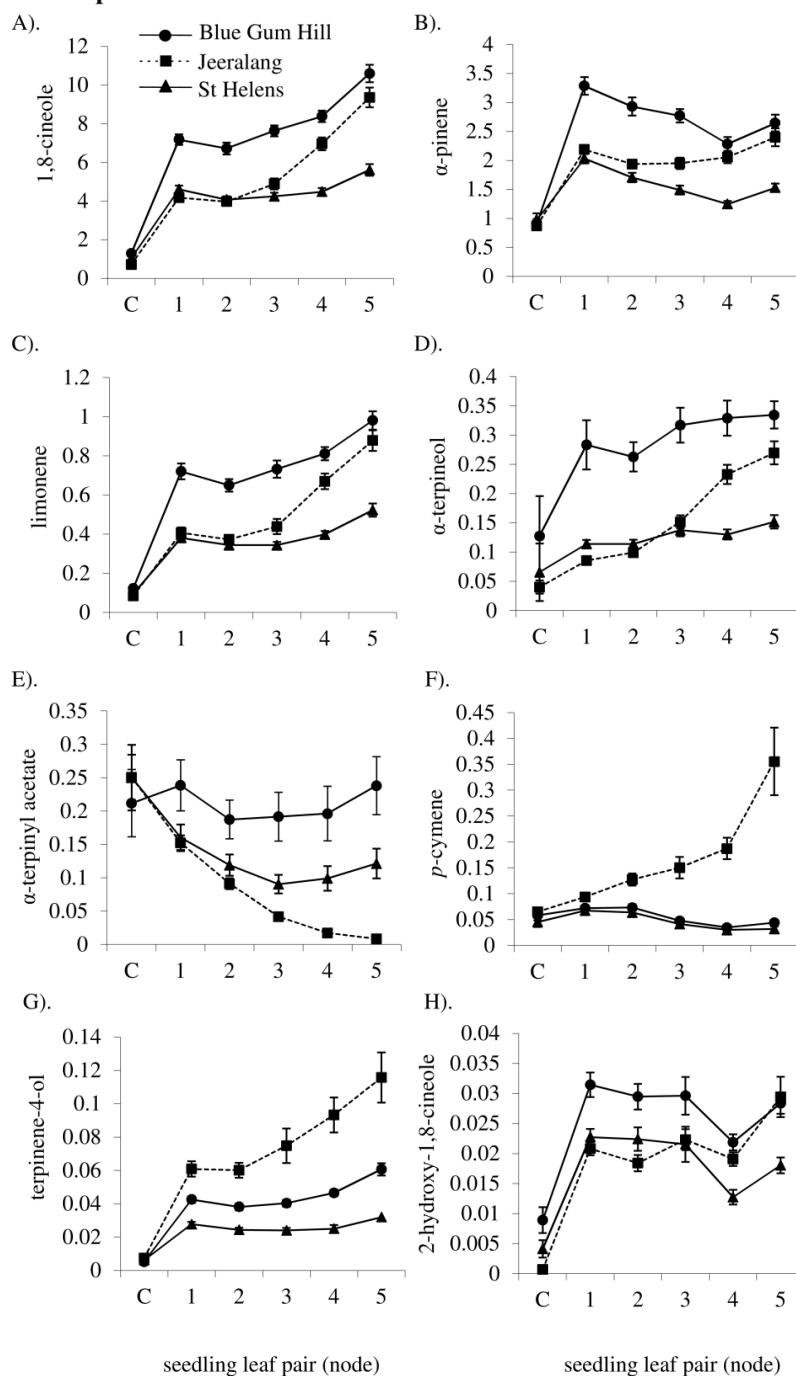 A).
Blue Gum Hill
Jeeralang
St Helens
1,8-cineole
14
12
10
8
6
4
2
0
C 1 2 3 4 5
B).
α-pinene
4
3.5
3
2.5
2
1.5
1
0.5
0
C 1 2 3 4 5
C).
limonene
1.2
1
0.8
0.6
0.4
0.2
0
C 1 2 3 4 5
D).
α-terpineol
0.4
0.35
0.3
0.25
0.2
0.15
0.1
0.05
0
C 1 2 3 4 5
E).
α-terpinyl acetate
0.35
0.3
0.25
0.2
0.15
0.1
0.05
0
C 1 2 3 4 5
F).
p-cymene
0.45
0.4
0.35
0.3
0.25
0.2
0.15
0.1
0.05
0
C 1 2 3 4 5
G).
terpinene-4-ol
0.14
0.12
0.1
0.08
0.06
0.04
0.02
0
C 1 2 3 4 5
seedling leaf pair (node)
H).
2-hydroxy-1,8-cineole
0.04
0.035
0.03
0.025
0.02
0.015
0.01
0.005
0
C 1 2 3 4 5
seedling leaf pair (node)